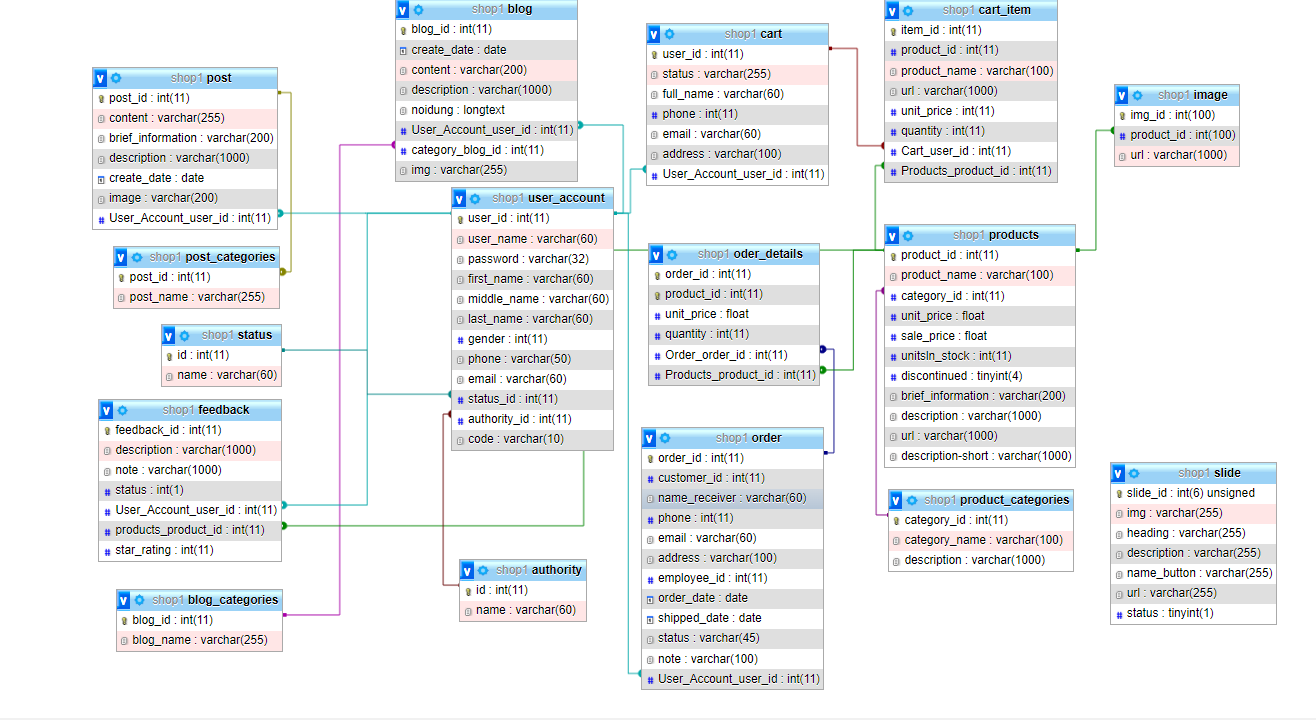 shop1 blog
blog_id : int(11)
create_date : date
content : varchar(200)
description : varchar(1000)
noidung : longtext
User_Account_user_id : int(11)
category_blog_id : int(11)
img : varchar(255)
shop1 cart
user_id : int(11)
status : varchar(255)
full_name : varchar(60)
phone : int(11)
email : varchar(60)
address : varchar(100)
User_Account_user_id : int(11)
shop1 cart_item
item_id : int(11)
product_id : int(11)
product_name : varchar(100)
url : varchar(1000)
unit_price : int(11)
quantity : int(11)
Cart_user_id : int(11)
Products_product_id : int(11)
shop1 image
img_id : int(100)
product_id : int(100)
url : varchar(1000)
shop1 post
post_id : int(11)
content : varchar(255)
brief_information : varchar(200)
description : varchar(1000)
create_date : date
image : varchar(200)
User_Account_user_id : int(11)
shop1 post_categories
post_id : int(11)
post_name : varchar(255)
shop1 status
id : int(11)
name : varchar(60)
shop1 feedback
feedback_id : int(11)
description : varchar(1000)
note : varchar(1000)
status : int(1)
User_Account_user_id : int(11)
products_product_id : int(11)
star_rating : int(11)
shop1 blog_categories
blog_id : int(11)
blog_name : varchar(255)
shop1 user_account
user_id : int(11)
user_name : varchar(60)
password : varchar(32)
first_name : varchar(60)
middle_name : varchar(60)
last_name : varchar(60)
gender : int(11)
phone : varchar(50)
email : varchar(60)
status_id : int(11)
authority_id : int(11)
code : varchar(10)
shop1 authority
id : int(11)
name : varchar(60)
shop1 oder_details
order_id : int(11)
product_id : int(11)
unit_price : float
quantity : int(11)
Order_order_id : int(11)
Products_product_id : int(11)
shop1 order
order_id : int(11)
customer_id : int(11)
name_receiver : varchar(60)
phone : int(11)
email : varchar(60)
address : varchar(100)
employee_id : int(11)
order_date : date
shipped_date : date
status : varchar(45)
note : varchar(100)
User_Account_user_id : int(11)
shop1 products
product_id : int(11)
product_name : varchar(100)
category_id : int(11)
unit_price : float
sale_price : float
unitsIn_stock : int(11)
discontinued : tinyint(4)
brief_information : varchar(200)
description : varchar(1000)
url : varchar(1000)
description-short : varchar(1000)
shop1 product_categories
category_id : int(11)
category_name : varchar(100)
description : varchar(1000)
shop1 slide
slide_id : int(6) unsigned
img : varchar(255)
heading : varchar(255)
description : varchar(255)
name_button : varchar(255)
url : varchar(255)
status : tinyint(1)